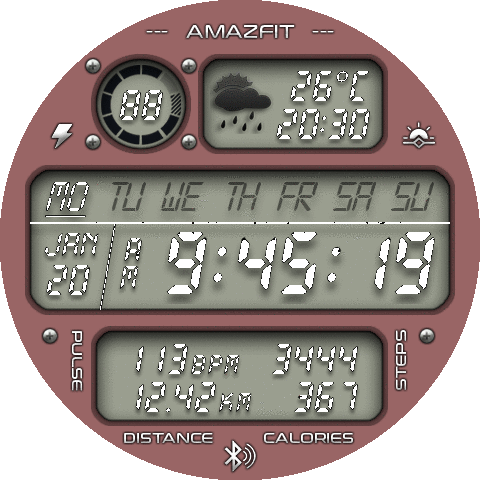 --- AMAZFIT ---
88
26°C
20:30
MO TU WE TH FR SA SU
JAN 20 AM 9:45:19
PULSE
113BPM 3444
STEPS
12.42KM 367
DISTANCE CALORIES